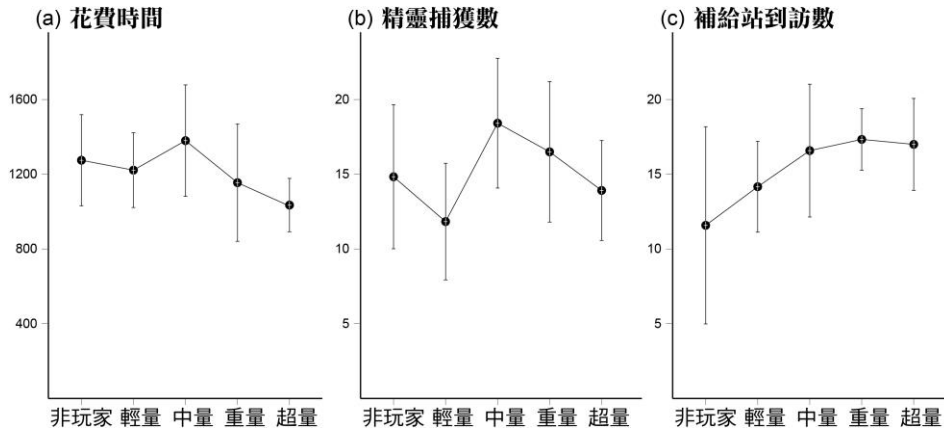 (a) 花費時間
1600
1200
800
400
非玩家 輕量 中量 重量 超量
(b) 精靈捕獲數
20
15
10
5
非玩家 輕量 中量 重量 超量
(c) 補給站到訪數
20
15
10
5
非玩家 輕量 中量 重量 超量